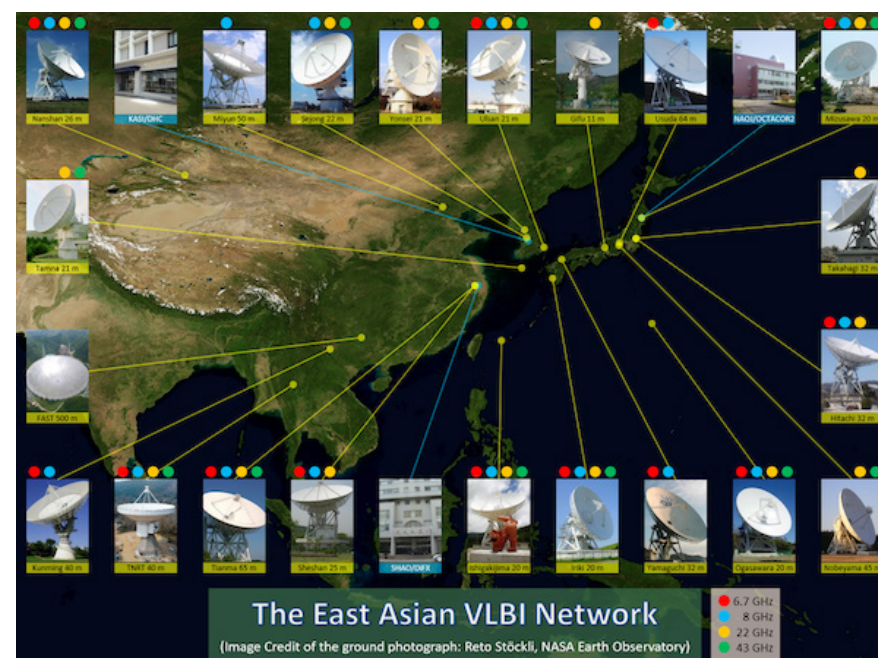 Nanshan 26 m
KASI/DHC
Miyun 50 m
Sejong 22 m
Yonsei 21 m
Ulsan 21 m
Gifu 11 m
Usuda 64 m
NAOJ/OCTACOR2
Mizusawa 20 m
Tamna 21 m
Takahagi 32 m
FAST 500 m
Hitachi 32 m
Kunming 40 m
TNRT 40 m
Tianma 65 m
Sheshan 25 m
SHAO/DiFX
Ishigakijima 20 m
Iriki 20 m
Yamaguchi 32 m
Ogasawara 20 m
Nobeyama 45 m
The East Asian VLBI Network
(Image Credit of the ground photograph: Reto Stöckli, NASA Earth Observatory)
6.7 GHz
8 GHz
22 GHz
43 GHz